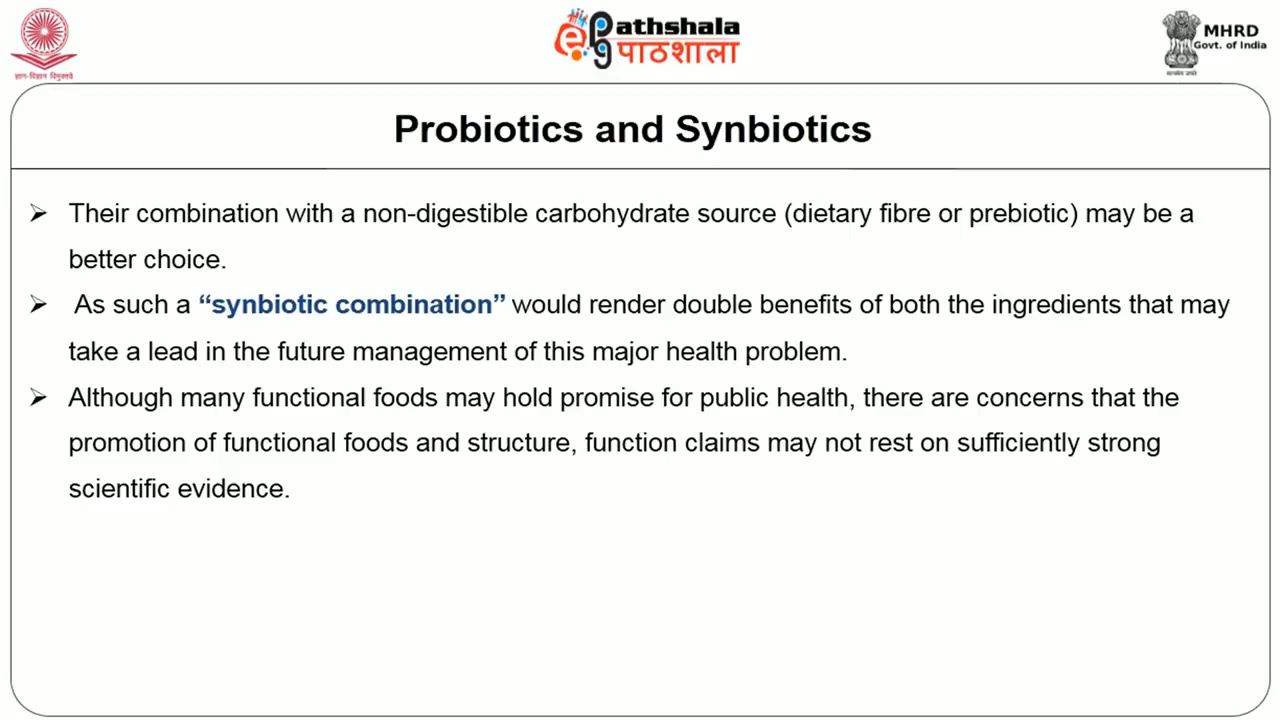 ज्ञान-विज्ञान विमुक्तये
ePathshala
पाठशाला
MHRD
Govt. of India
सत्यमेव जयते
Probiotics and Synbiotics
➢ Their combination with a non-digestible carbohydrate source (dietary fibre or prebiotic) may be a
better choice.
➢ As such a “synbiotic combination” would render double benefits of both the ingredients that may
take a lead in the future management of this major health problem.
➢ Although many functional foods may hold promise for public health, there are concerns that the
promotion of functional foods and structure, function claims may not rest on sufficiently strong
scientific evidence.